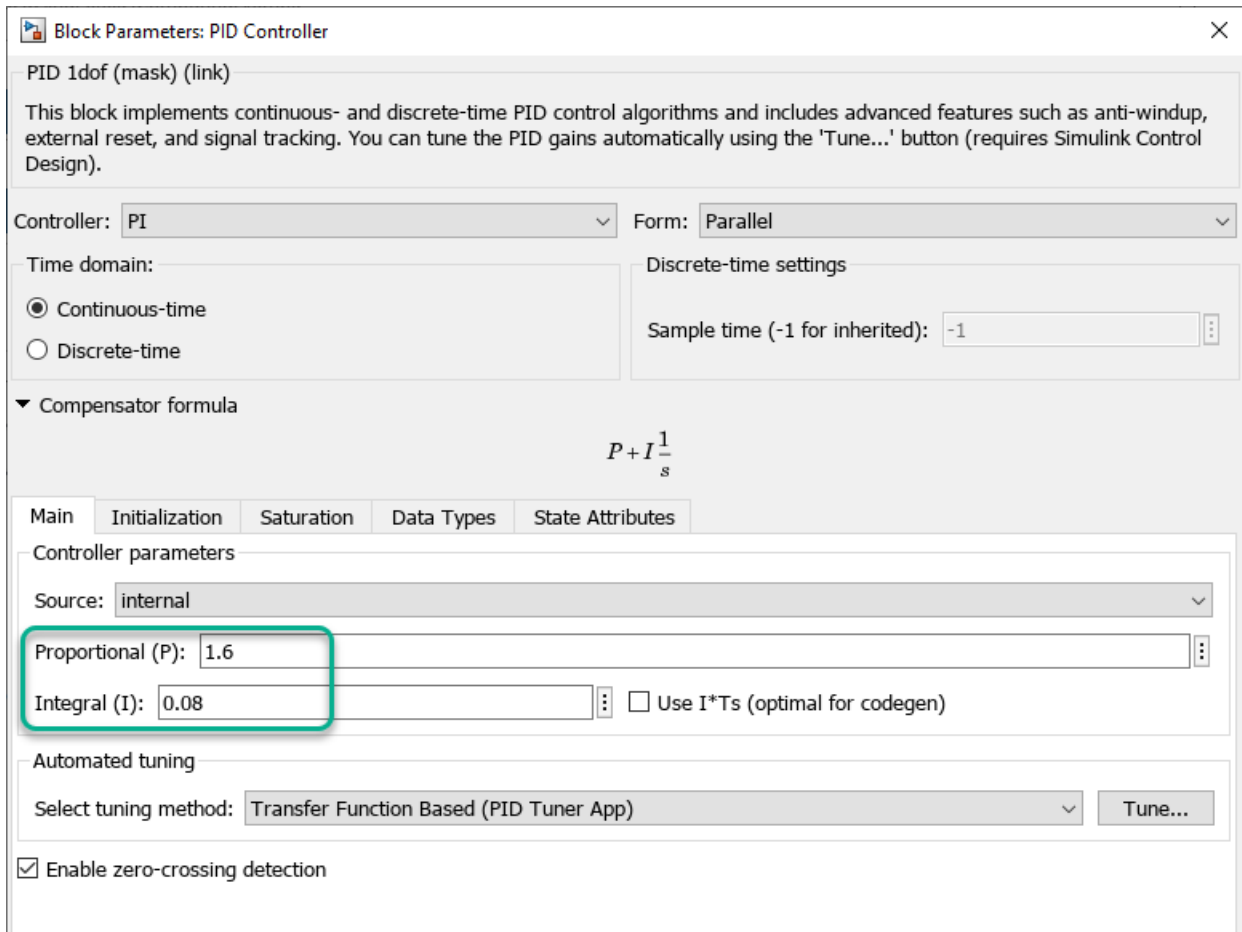 Block Parameters: PID Controller
PID 1dof (mask) (link)
This block implements continuous- and discrete-time PID control algorithms and includes advanced features such as anti-windup,
external reset, and signal tracking. You can tune the PID gains automatically using the 'Tune...' button (requires Simulink Control
Design).
Controller: PI Form: Parallel
Time domain: Discrete-time settings
Continuous-time
Sample time (-1 for inherited): -1
Discrete-time
Compensator formula
P + I 1/s
Main Initialization Saturation Data Types State Attributes
Controller parameters
Source: internal
Proportional (P): 1.6
Integral (I): 0.08 Use I*Ts (optimal for codegen)
Automated tuning
Select tuning method: Transfer Function Based (PID Tuner App) Tune...
Enable zero-crossing detection